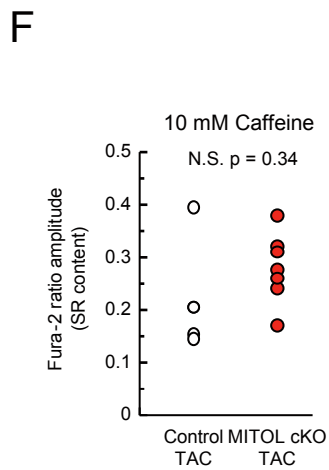 F
10 mM Caffeine
N.S. p = 0.34
0.5
0.4
0.3
0.2
0.1
0
Fura-2 ratio amplitude
(SR content)
Control MITOL cKO
TAC TAC